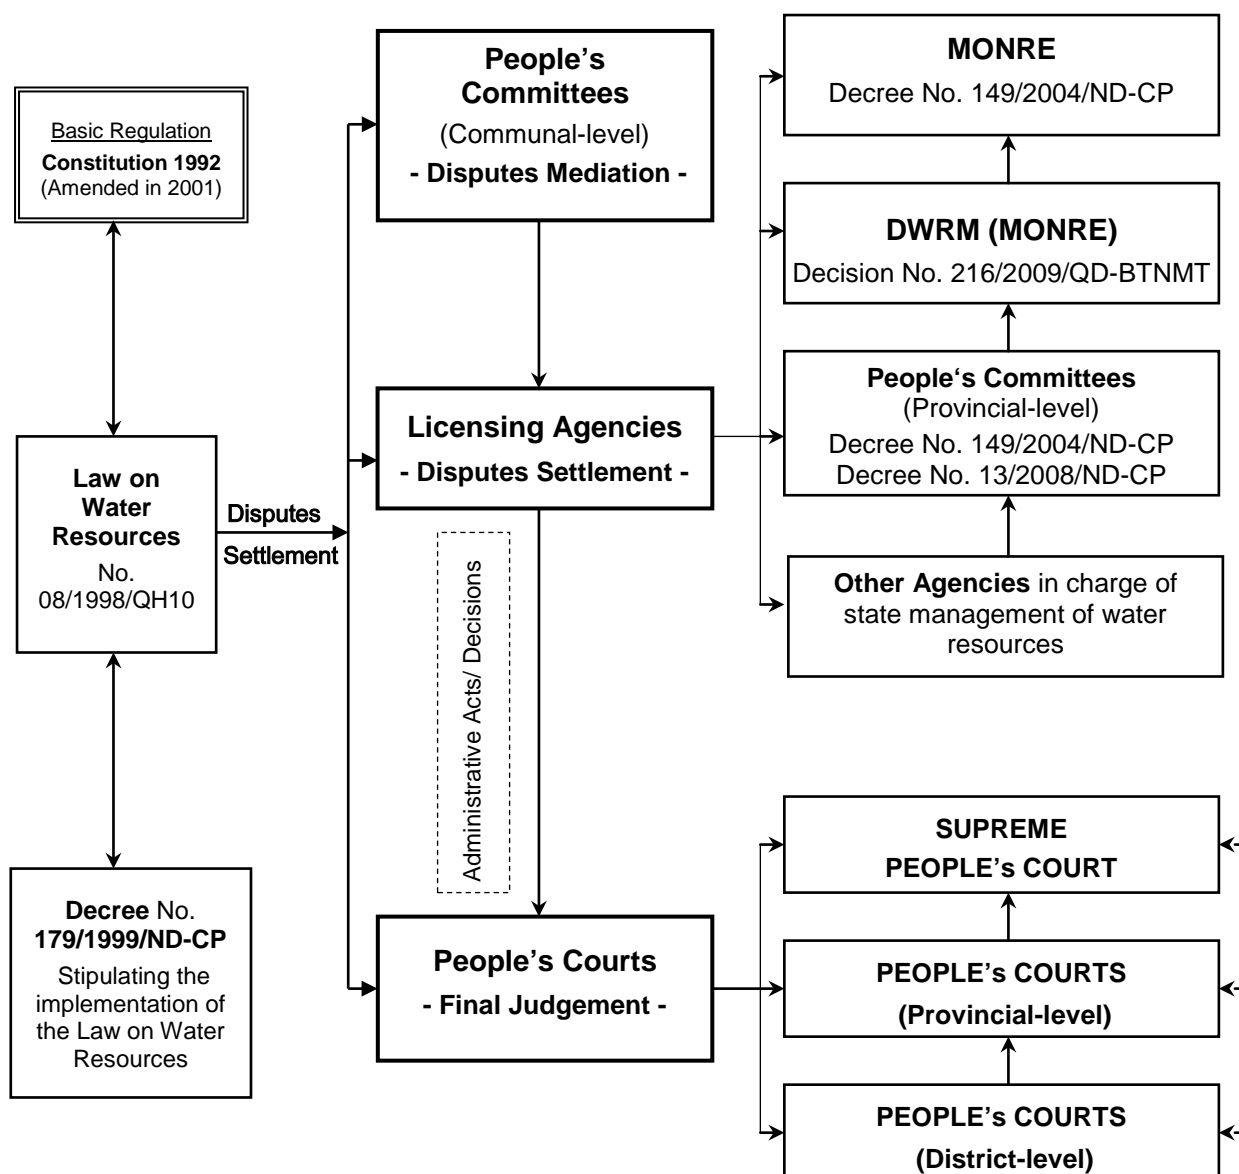 Basic Regulation
Constitution 1992
(Amended in 2001)
Law on
Water
Resources
No.
08/1998/QH10
Decree No.
179/1999/ND-CP
Stipulating the
implementation of
the Law on Water
Resources
Disputes
Settlement
People's
Committees
(Communal-level)
- Disputes Mediation -
Licensing Agencies
- Disputes Settlement -
Administrative Acts/ Decisions
People's Courts
- Final Judgement -
MONRE
Decree No. 149/2004/ND-CP
DWRM (MONRE)
Decision No. 216/2009/QD-BTNMT
People‘s Committees
(Provincial-level)
Decree No. 149/2004/ND-CP
Decree No. 13/2008/ND-CP
Other Agencies in charge of
state management of water
resources
SUPREME
PEOPLE's COURT
PEOPLE's COURTS
(Provincial-level)
PEOPLE's COURTS
(District-level)